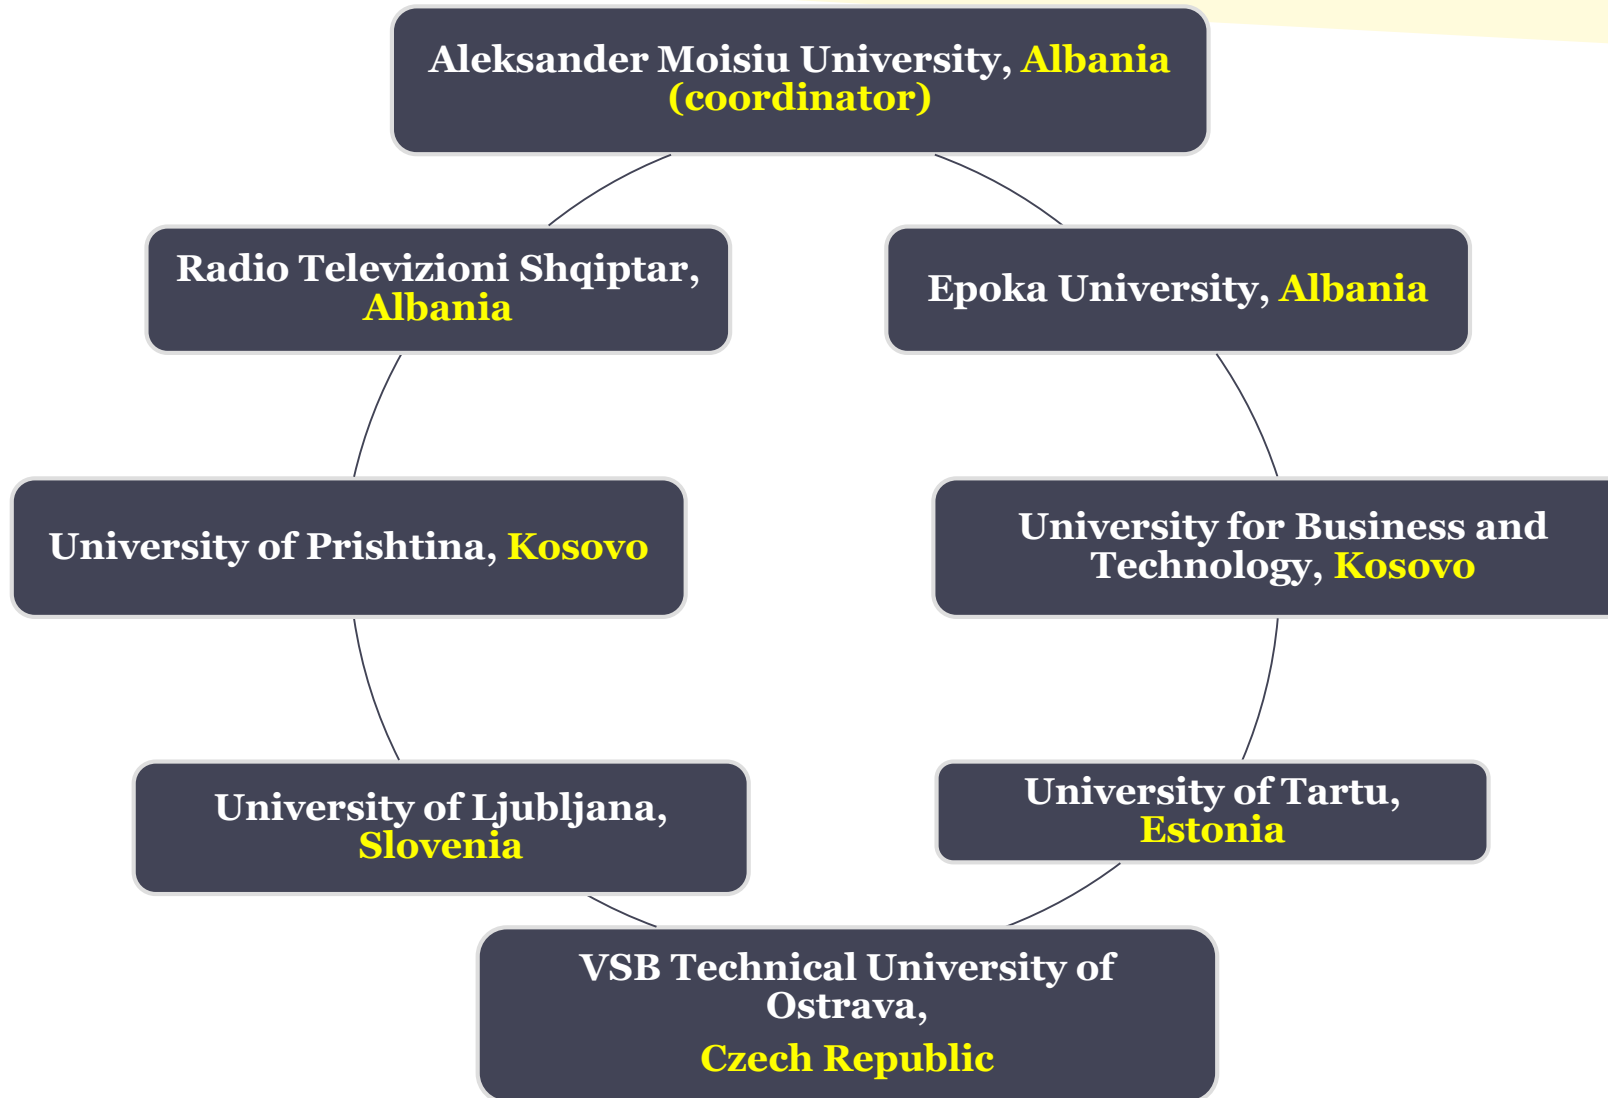 Aleksander Moisiu University, Albania
(coordinator)
Radio Televizioni Shqiptar,
Albania
Epoka University, Albania
University of Prishtina, Kosovo
University for Business and
Technology, Kosovo
University of Ljubljana,
Slovenia
University of Tartu,
Estonia
VSB Technical University of
Ostrava,
Czech Republic